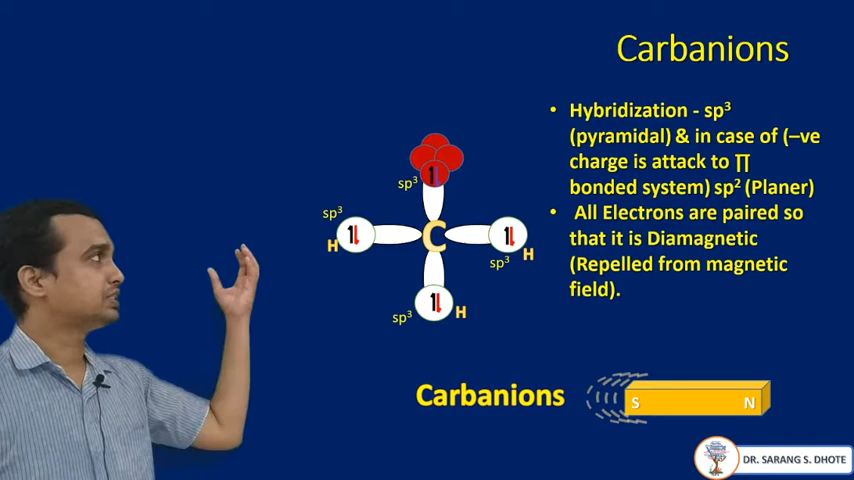 Carbanions
• Hybridization - sp³
(pyramidal) & in case of (–ve
charge is attack to ∏
bonded system) sp² (Planer)
• All Electrons are paired so
that it is Diamagnetic
(Repelled from magnetic
field).
sp³
sp³
H
C
sp³
H
sp³
H
Carbanions
S N
DR. SARANG S. DHOTE